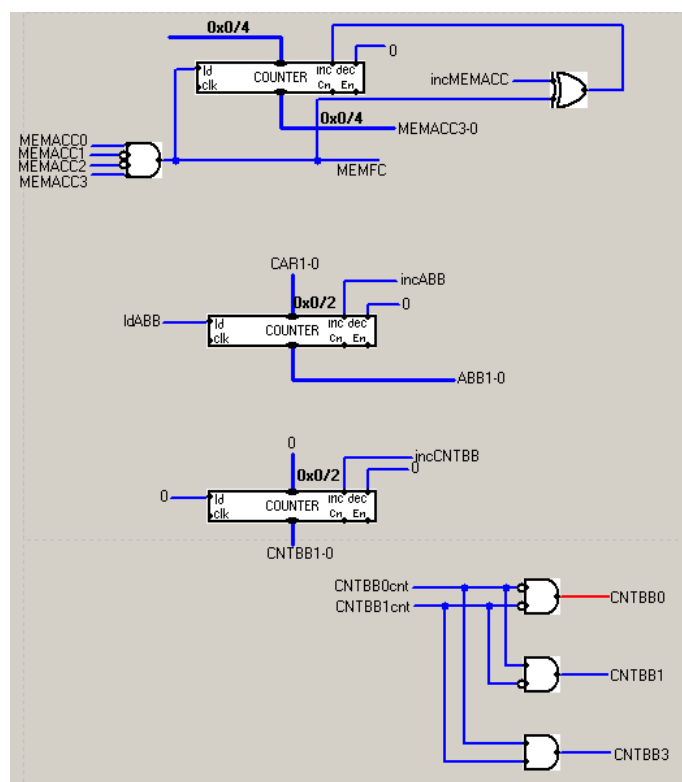 0x0/4
0
ld COUNTER inc dec
clk Cn En
incMEMACC
0x0/4
MEMACC3-0
MEMACC0
MEMACC1
MEMACC2
MEMACC3
MEMFC
CAR1-0
incABB
0x0/2
0
ldABB
ld COUNTER inc dec
clk Cn En
ABB1-0
0
incCNTBB
0x0/2
0
0
ld COUNTER inc dec
clk Cn En
CNTBB1-0
CNTBB0cnt
CNTBB1cnt
CNTBB0
CNTBB1
CNTBB3